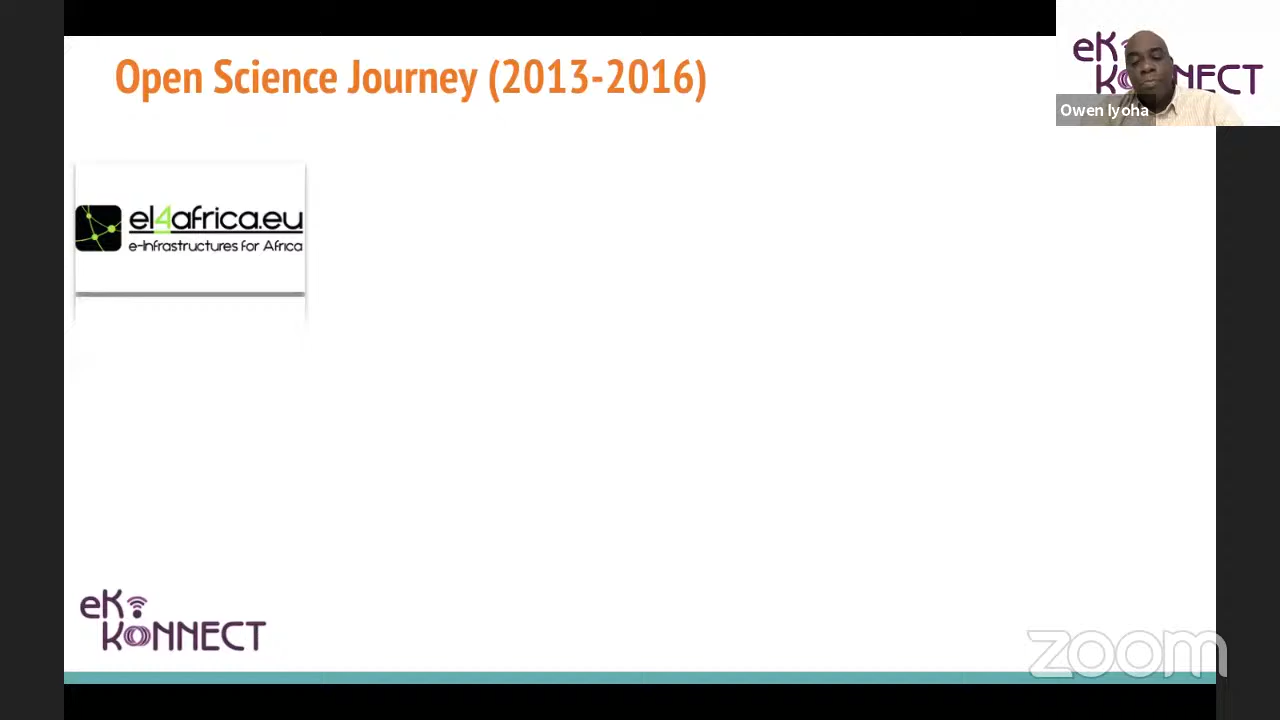 Open Science Journey (2013-2016)
eK
KONNECT
Owen Iyoha
eI4africa.eu
e-Infrastructures for Africa
eK
KONNECT
zoom